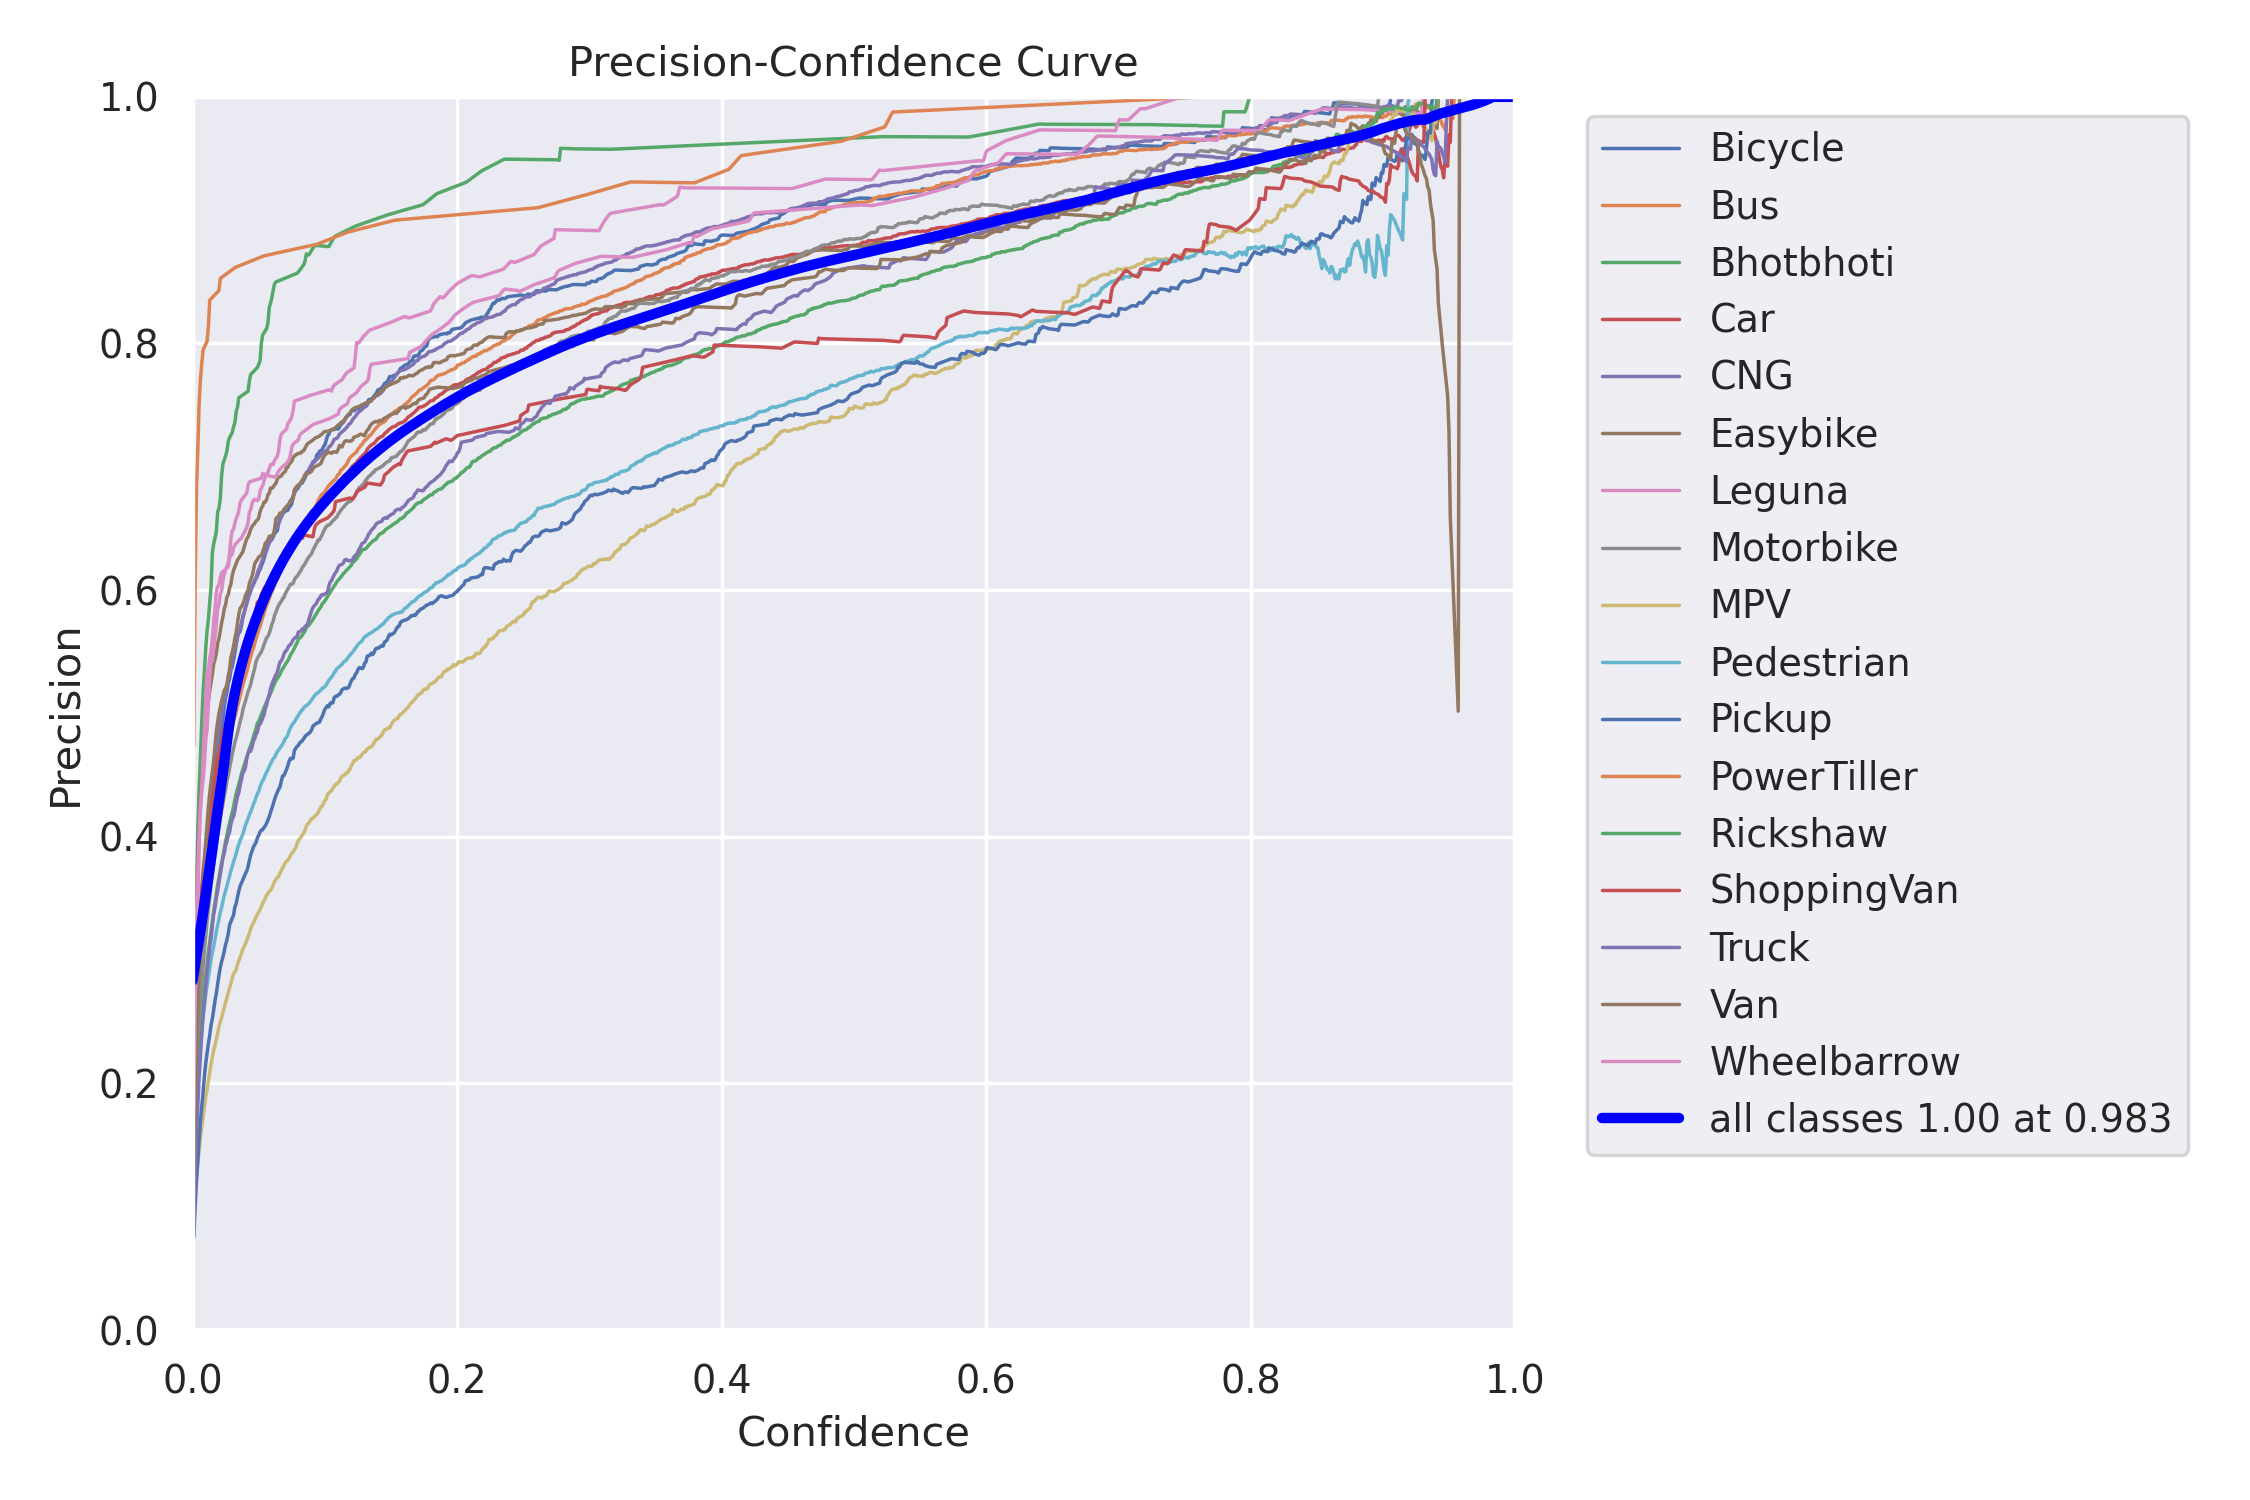 Precision-Confidence Curve
1.0
0.8
0.6
0.4
0.2
0.0
Precision
0.0 0.2 0.4 0.6 0.8 1.0
Confidence
Bicycle
Bus
Bhotbhoti
Car
CNG
Easybike
Leguna
Motorbike
MPV
Pedestrian
Pickup
PowerTiller
Rickshaw
ShoppingVan
Truck
Van
Wheelbarrow
all classes 1.00 at 0.983